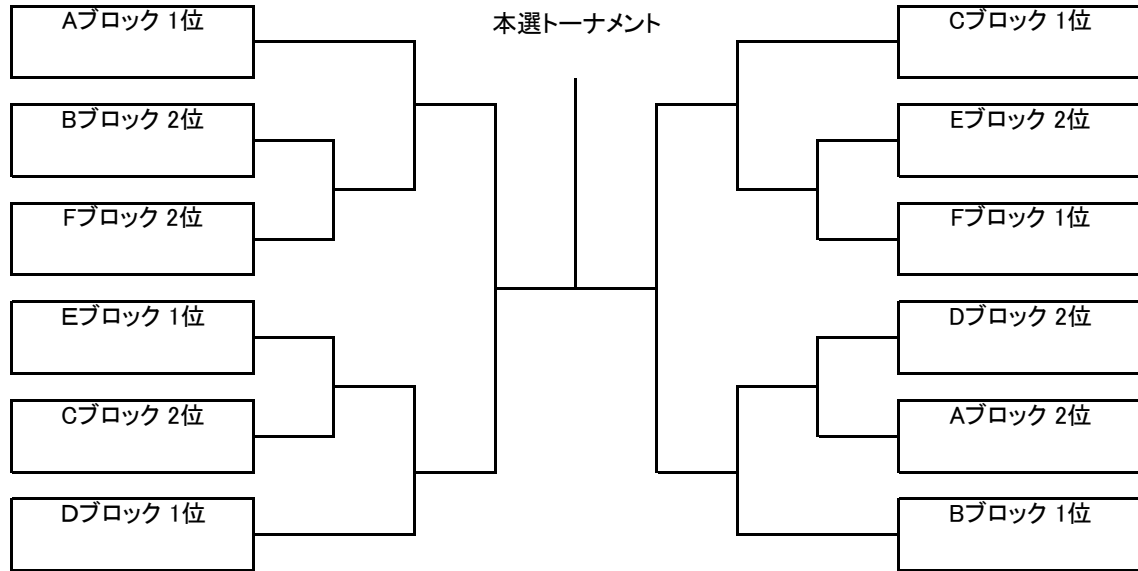 本選トーナメント
Aブロック 1位
Bブロック 2位
Fブロック 2位
Eブロック 1位
Cブロック 2位
Dブロック 1位
Cブロック 1位
Eブロック 2位
Fブロック 1位
Dブロック 2位
Aブロック 2位
Bブロック 1位